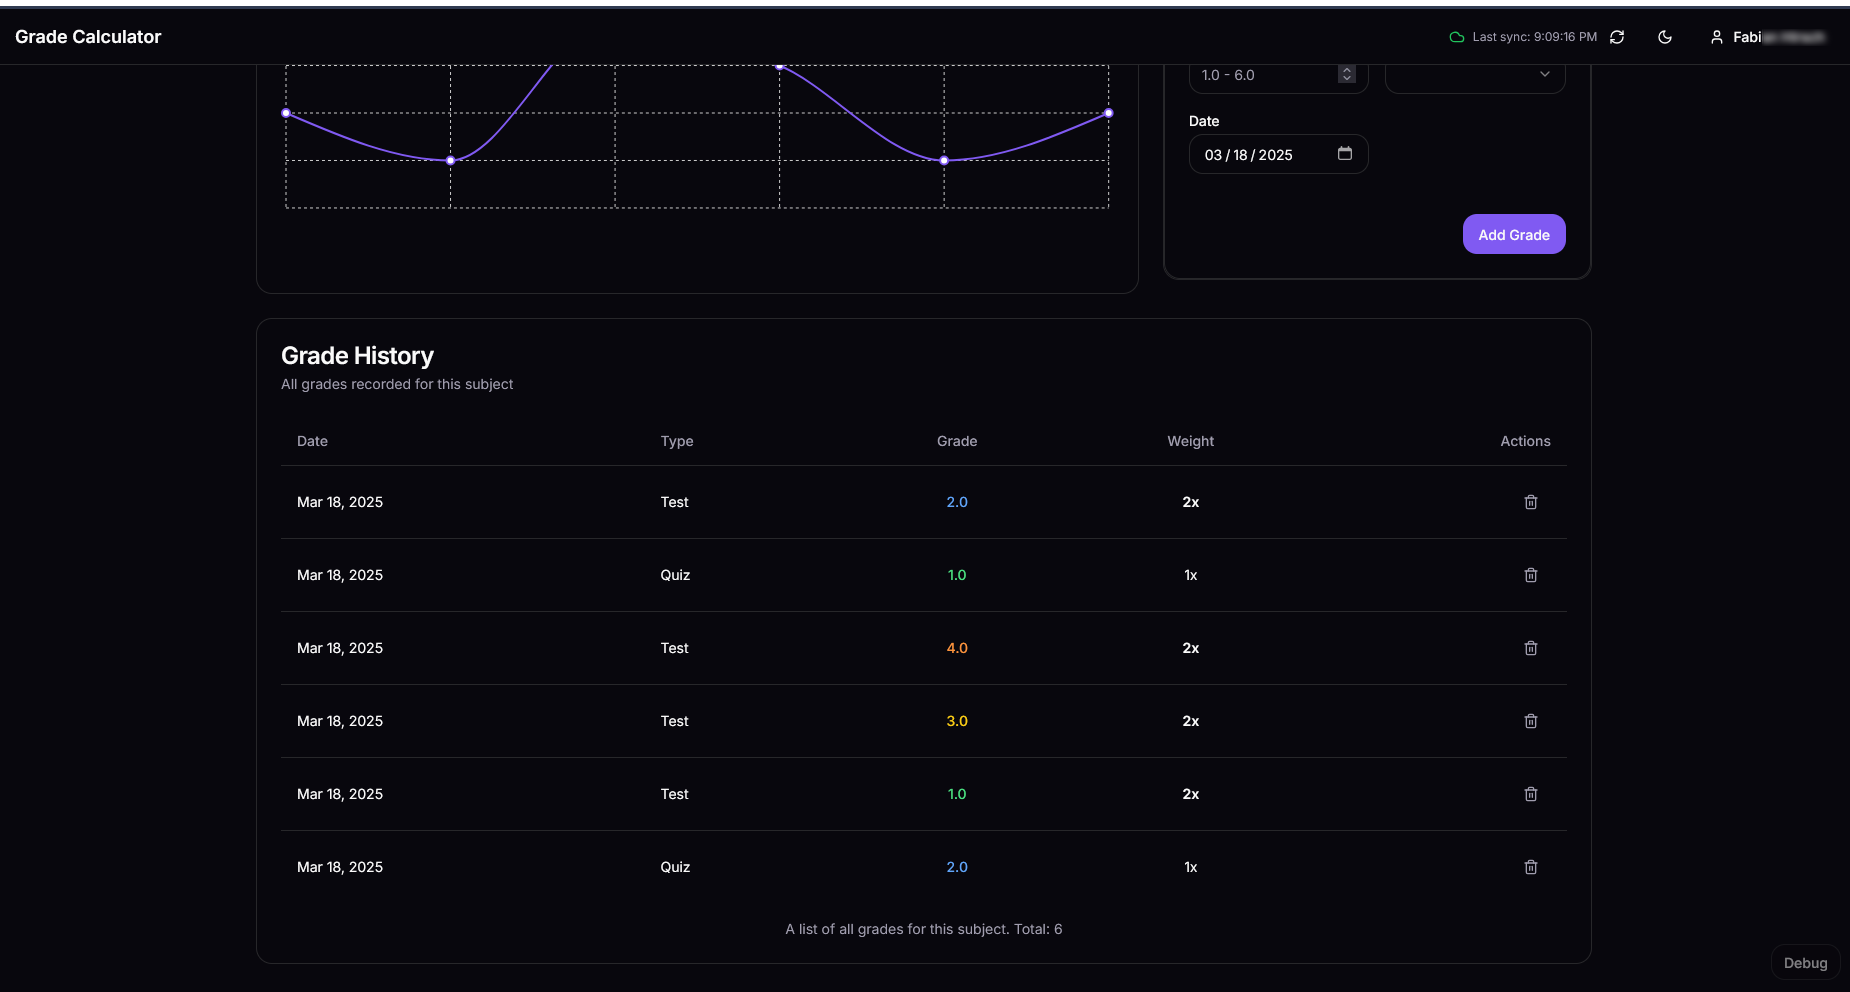 Grade Calculator
Last sync: 9:09:16 PM
Fabi
1.0 - 6.0
Date
03 / 18 / 2025
Add Grade
Grade History
All grades recorded for this subject
Date Type Grade Weight Actions
Mar 18, 2025 Test 2.0 2x
Mar 18, 2025 Quiz 1.0 1x
Mar 18, 2025 Test 4.0 2x
Mar 18, 2025 Test 3.0 2x
Mar 18, 2025 Test 1.0 2x
Mar 18, 2025 Quiz 2.0 1x
A list of all grades for this subject. Total: 6
Debug